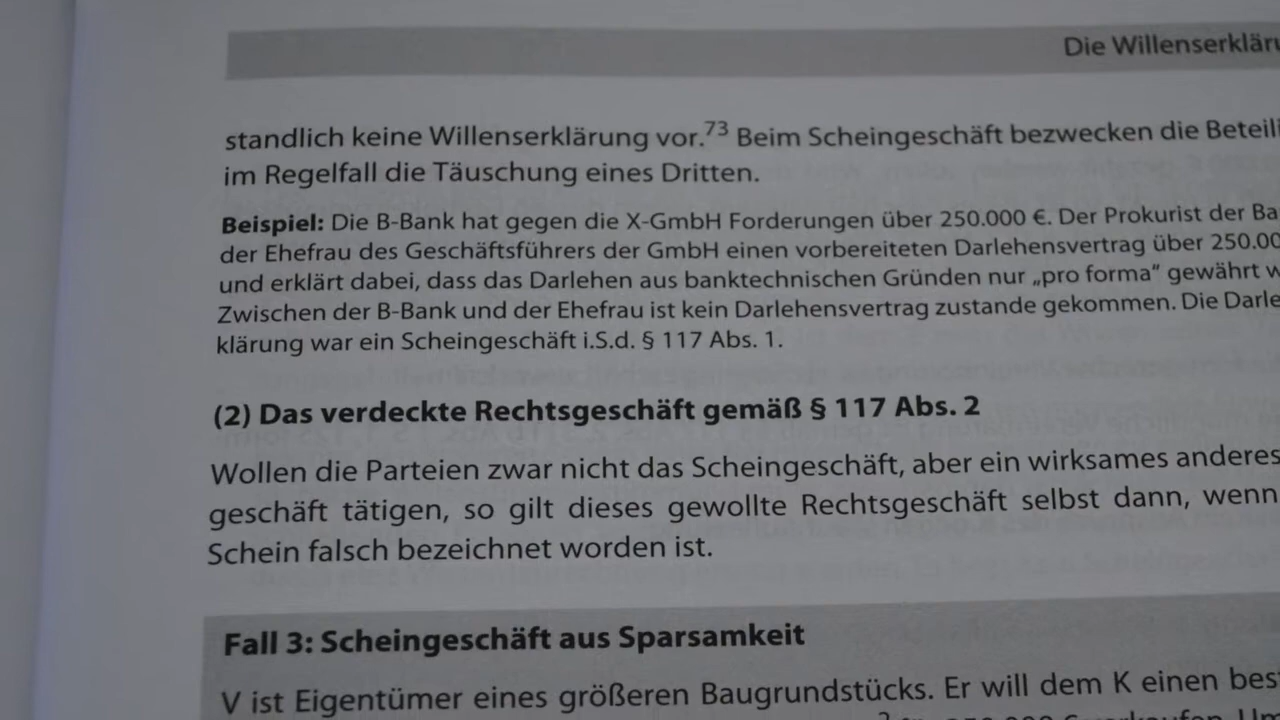 Die Willenserkläru
standlich keine Willenserklärung vor.73 Beim Scheingeschäft bezwecken die Beteili
im Regelfall die Täuschung eines Dritten.
Beispiel: Die B-Bank hat gegen die X-GmbH Forderungen über 250.000 €. Der Prokurist der Ba
der Ehefrau des Geschäftsführers der GmbH einen vorbereiteten Darlehensvertrag über 250.00
und erklärt dabei, dass das Darlehen aus banktechnischen Gründen nur „pro forma“ gewährt w
Zwischen der B-Bank und der Ehefrau ist kein Darlehensvertrag zustande gekommen. Die Darle
klärung war ein Scheingeschäft i.S.d. § 117 Abs. 1.
(2) Das verdeckte Rechtsgeschäft gemäß § 117 Abs. 2
Wollen die Parteien zwar nicht das Scheingeschäft, aber ein wirksames anderes
geschäft tätigen, so gilt dieses gewollte Rechtsgeschäft selbst dann, wenn
Schein falsch bezeichnet worden ist.
Fall 3: Scheingeschäft aus Sparsamkeit
V ist Eigentümer eines größeren Baugrundstücks. Er will dem K einen bes